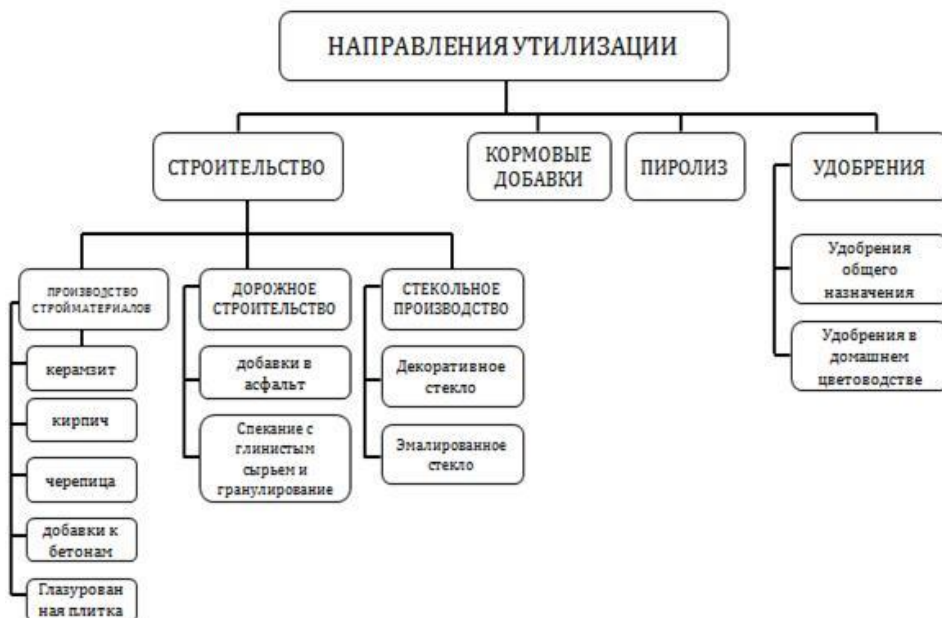 НАПРАВЛЕНИЯ УТИЛИЗАЦИИ
СТРОИТЕЛЬСТВО
КОРМОВЫЕ
ДОБАВКИ
ПИРОЛИЗ
УДОБРЕНИЯ
ПРОИЗВОДСТВО
СТРОЙМАТЕРИАЛОВ
керамзит
кирпич
черепица
добавки к
бетонам
Глазурован
ная плитка
ДОРОЖНОЕ
СТРОИТЕЛЬСТВО
добавки в
асфальт
Спекание с
глинистым
сырьем и
гранулирование
СТЕКОЛЬНОЕ
ПРОИЗВОДСТВО
Декоративное
стекло
Эмалированное
стекло
Удобрения
общего
назначения
Удобрения в
домашнем
цветоводстве